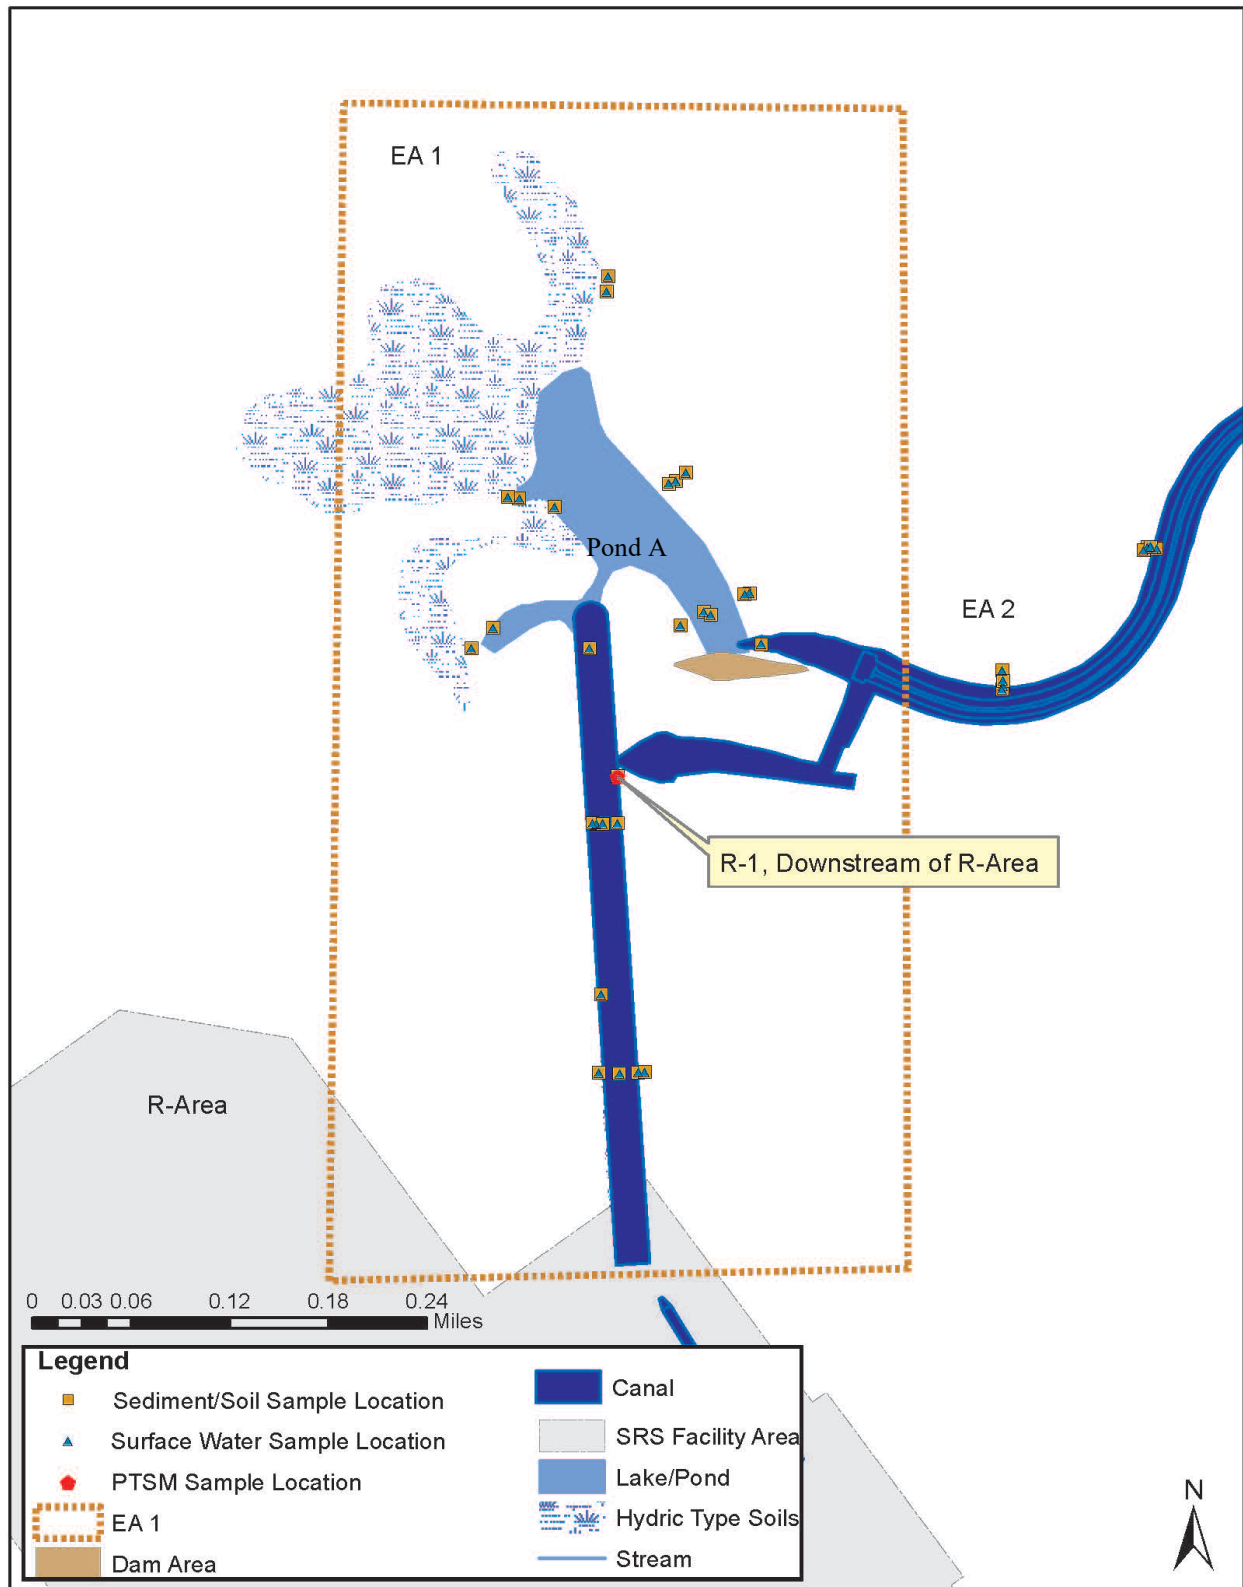 EA 1
Pond A
EA 2
R-1, Downstream of R-Area
R-Area
0 0.03 0.06 0.12 0.18 0.24
Miles
Legend
Sediment/Soil Sample Location
Surface Water Sample Location
PTSM Sample Location
EA 1
Dam Area
Canal
SRS Facility Area
Lake/Pond
Hydric Type Soils
Stream
N